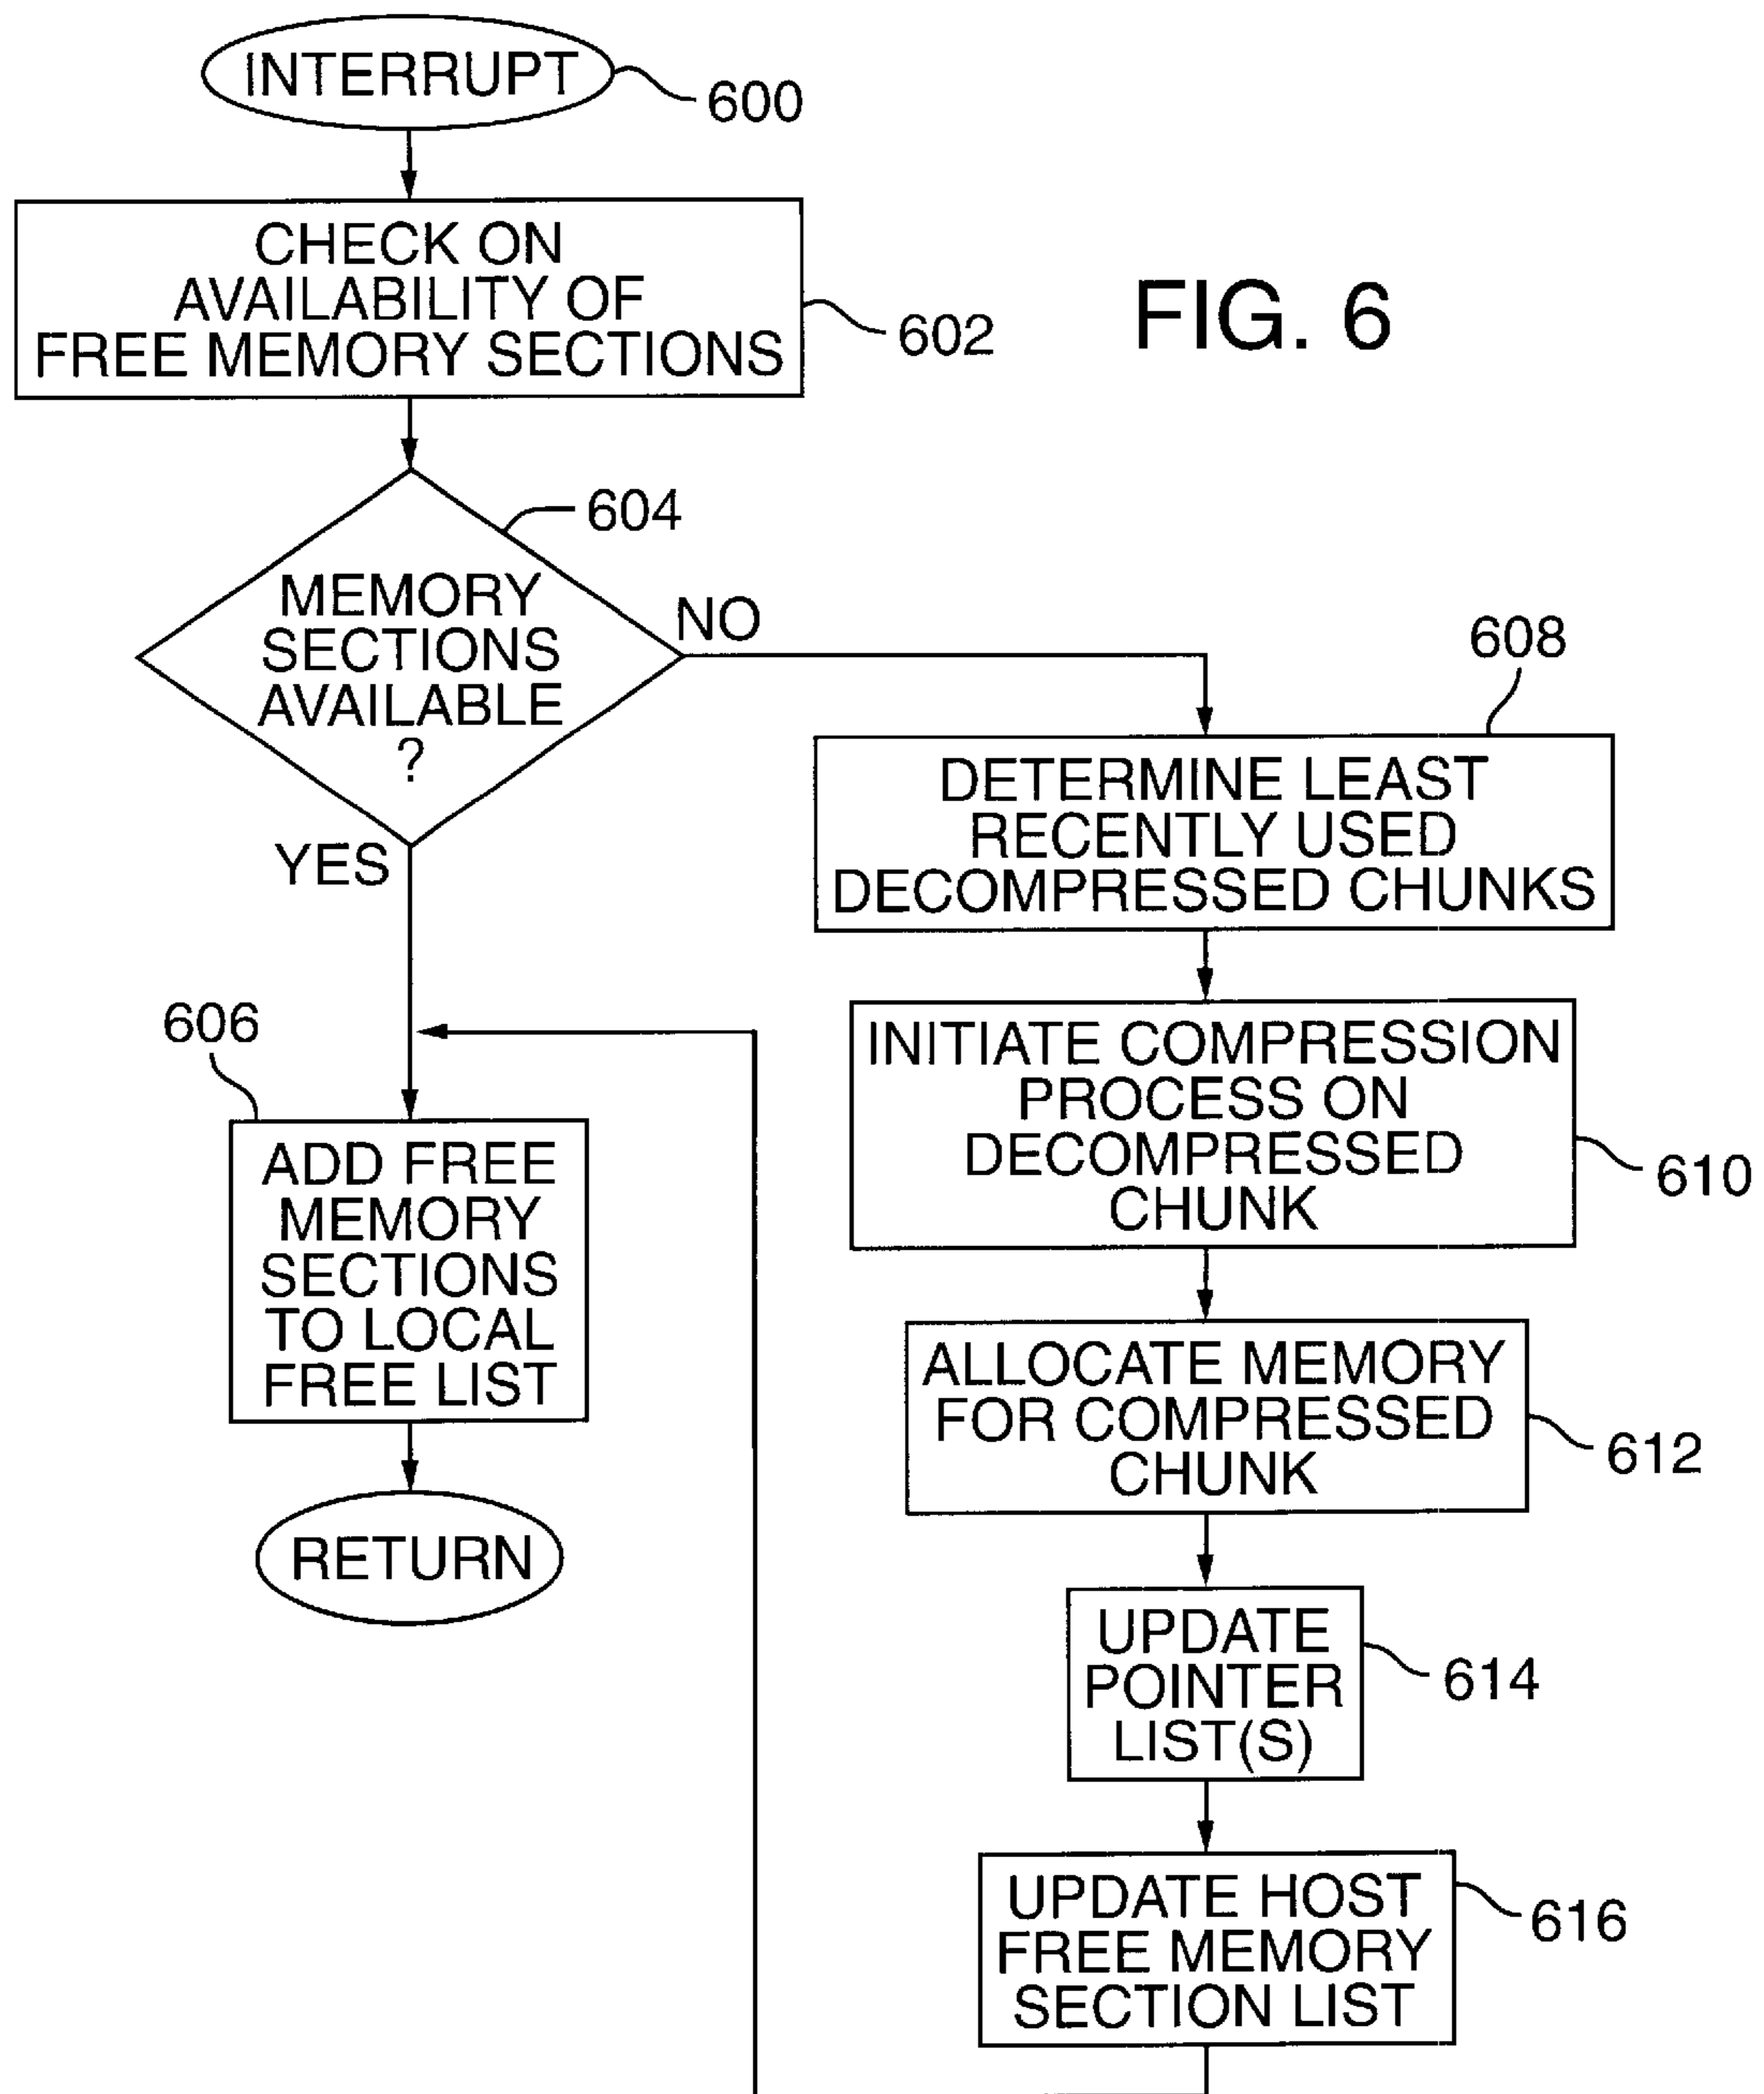 INTERRUPT
600
CHECK ON
AVAILABILITY OF
FREE MEMORY SECTIONS
602
FIG. 6
604
MEMORY
SECTIONS
AVAILABLE
?
NO
YES
608
DETERMINE LEAST
RECENTLY USED
DECOMPRESSED CHUNKS
606
ADD FREE
MEMORY
SECTIONS
TO LOCAL
FREE LIST
RETURN
INITIATE COMPRESSION
PROCESS ON
DECOMPRESSED
CHUNK
610
ALLOCATE MEMORY
FOR COMPRESSED
CHUNK
612
UPDATE
POINTER
LIST(S)
614
UPDATE HOST
FREE MEMORY
SECTION LIST
616